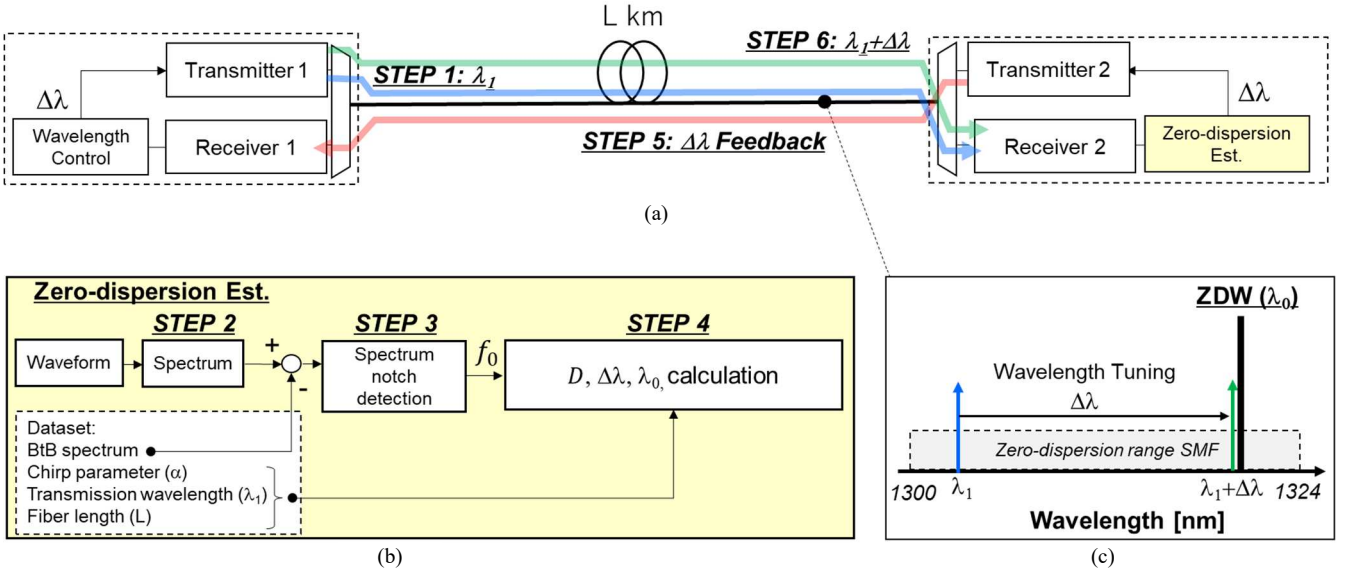 L km
STEP 6: λ1+Δλ
Transmitter 1
STEP 1: λ1
Transmitter 2
Δλ
Δλ
Wavelength
Control
Receiver 1
STEP 5: Δλ Feedback
Receiver 2
Zero-dispersion
Est.
(a)
Zero-dispersion Est.
STEP 2
STEP 3
STEP 4
Waveform
Spectrum
+
-
Spectrum
notch
detection
f0
D, Δλ, λ0, calculation
Dataset:
BtB spectrum
Chirp parameter (α)
Transmission wavelength (λ1)
Fiber length (L)
(b)
ZDW (λ0)
Wavelength Tuning
Δλ
Zero-dispersion range SMF
1300 λ1 λ1+Δλ 1324
Wavelength [nm]
(c)